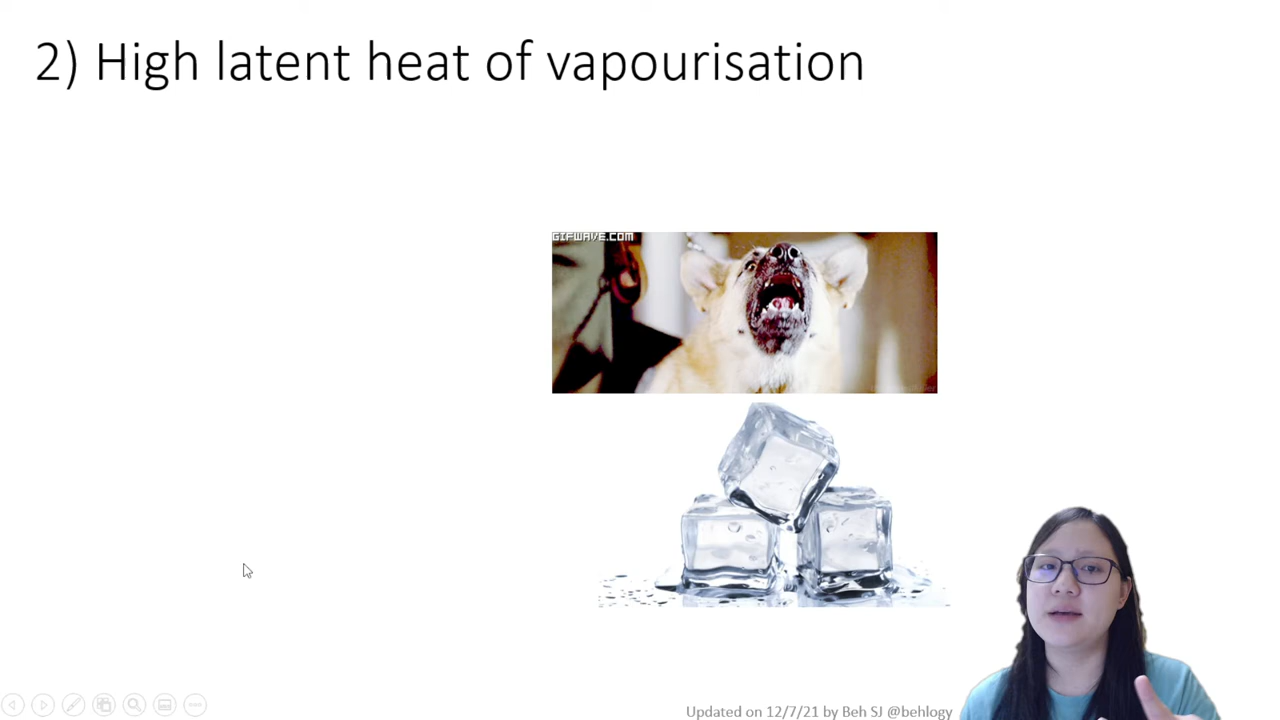 2) High latent heat of vapourisation
GIFWAVE.COM
Updated on 12/7/21 by Beh SJ @behlogy